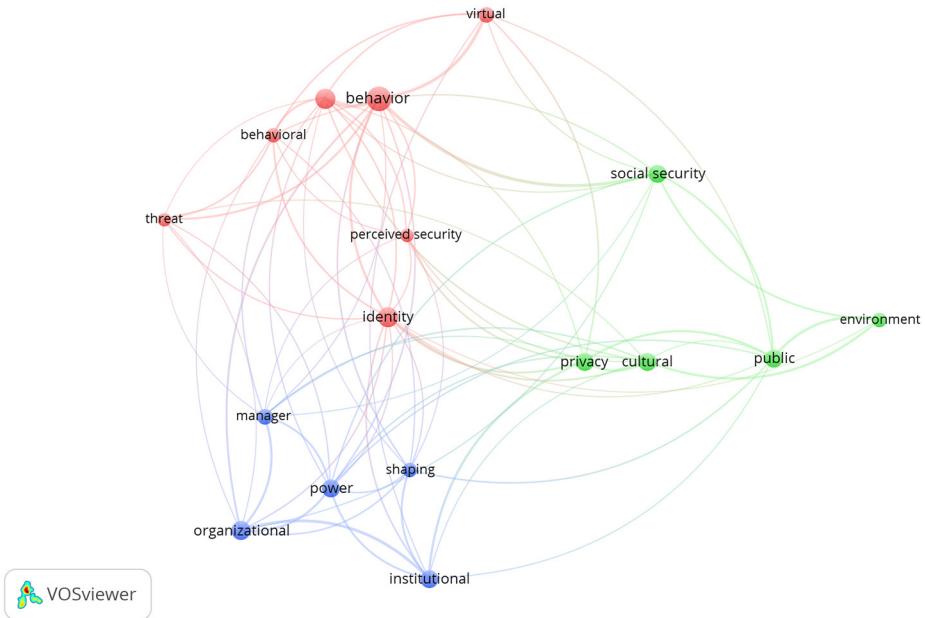 virtual
behavior
behavioral
social security
threat
perceived security
identity
environment
privacy
cultural
public
manager
shaping
power
organizational
institutional
VOSviewer